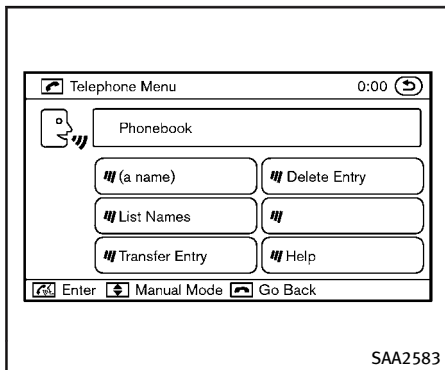 Telephone Menu 0:00
Phonebook
(a name) Delete Entry
List Names
Transfer Entry Help
Enter Manual Mode Go Back
SAA2583